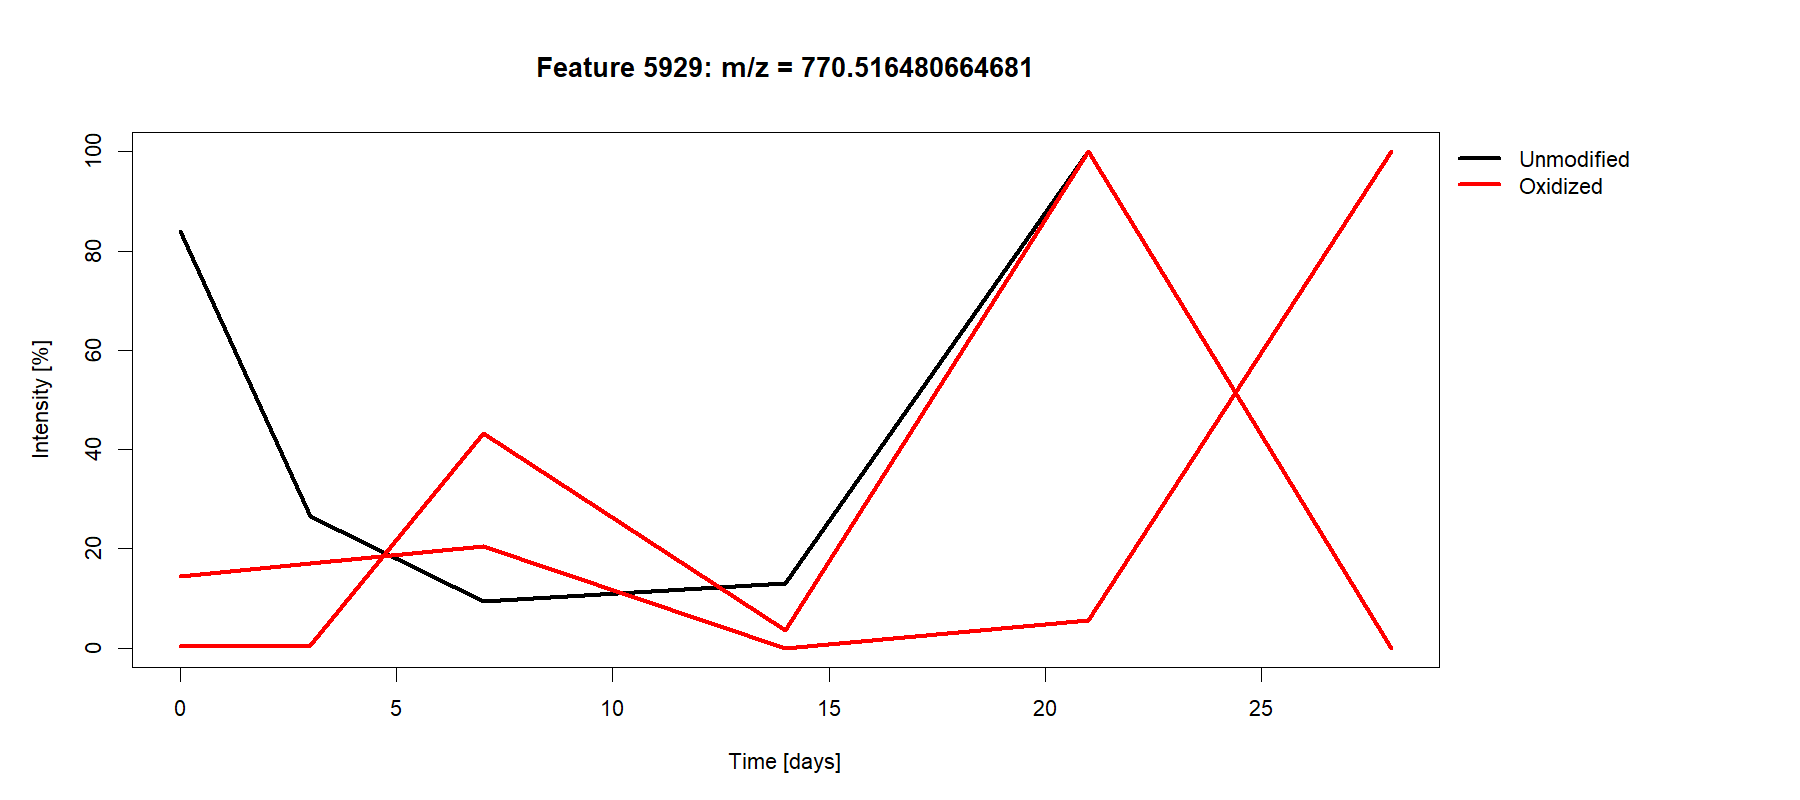 Feature 5929: m/z = 770.516480664681
Unmodified
Oxidized
Intensity [%]
100
80
60
40
20
0
0 5 10 15 20 25
Time [days]